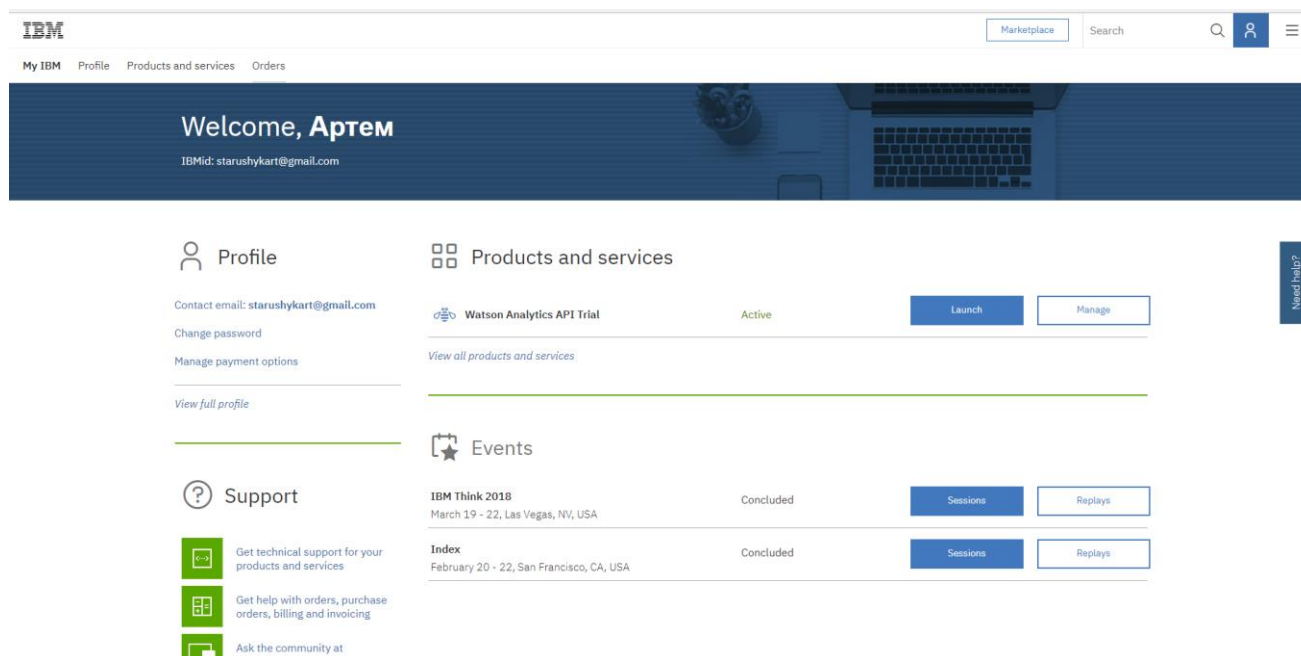 IBM
Marketplace
Search
My IBM Profile Products and services Orders
Welcome, Артем
IBMid: starushykart@gmail.com
Profile
Contact email: starushykart@gmail.com
Change password
Manage payment options
View full profile
Support
Get technical support for your
products and services
Get help with orders, purchase
orders, billing and invoicing
Ask the community at
Products and services
Watson Analytics API Trial Active Launch Manage
View all products and services
Events
IBM Think 2018 Concluded Sessions Replays
March 19 - 22, Las Vegas, NV, USA
Index Concluded Sessions Replays
February 20 - 22, San Francisco, CA, USA
Need help?